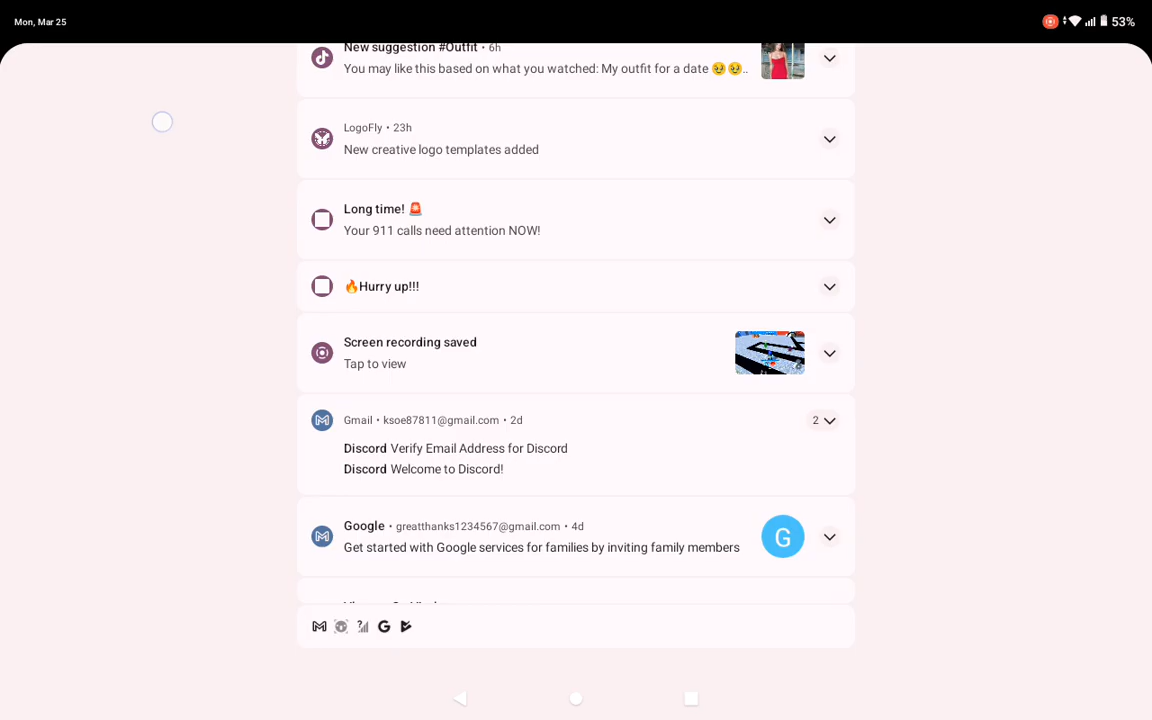 Mon, Mar 25
53%
New suggestion #Outfit • 6h
You may like this based on what you watched: My outfit for a date 🥹🥹..
LogoFly • 23h
New creative logo templates added
Long time! 🚨
Your 911 calls need attention NOW!
🔥Hurry up!!!
Screen recording saved
Tap to view
Gmail • ksoe87811@gmail.com • 2d
2
Discord Verify Email Address for Discord
Discord Welcome to Discord!
Google • greatthanks1234567@gmail.com • 4d
Get started with Google services for families by inviting family members
G